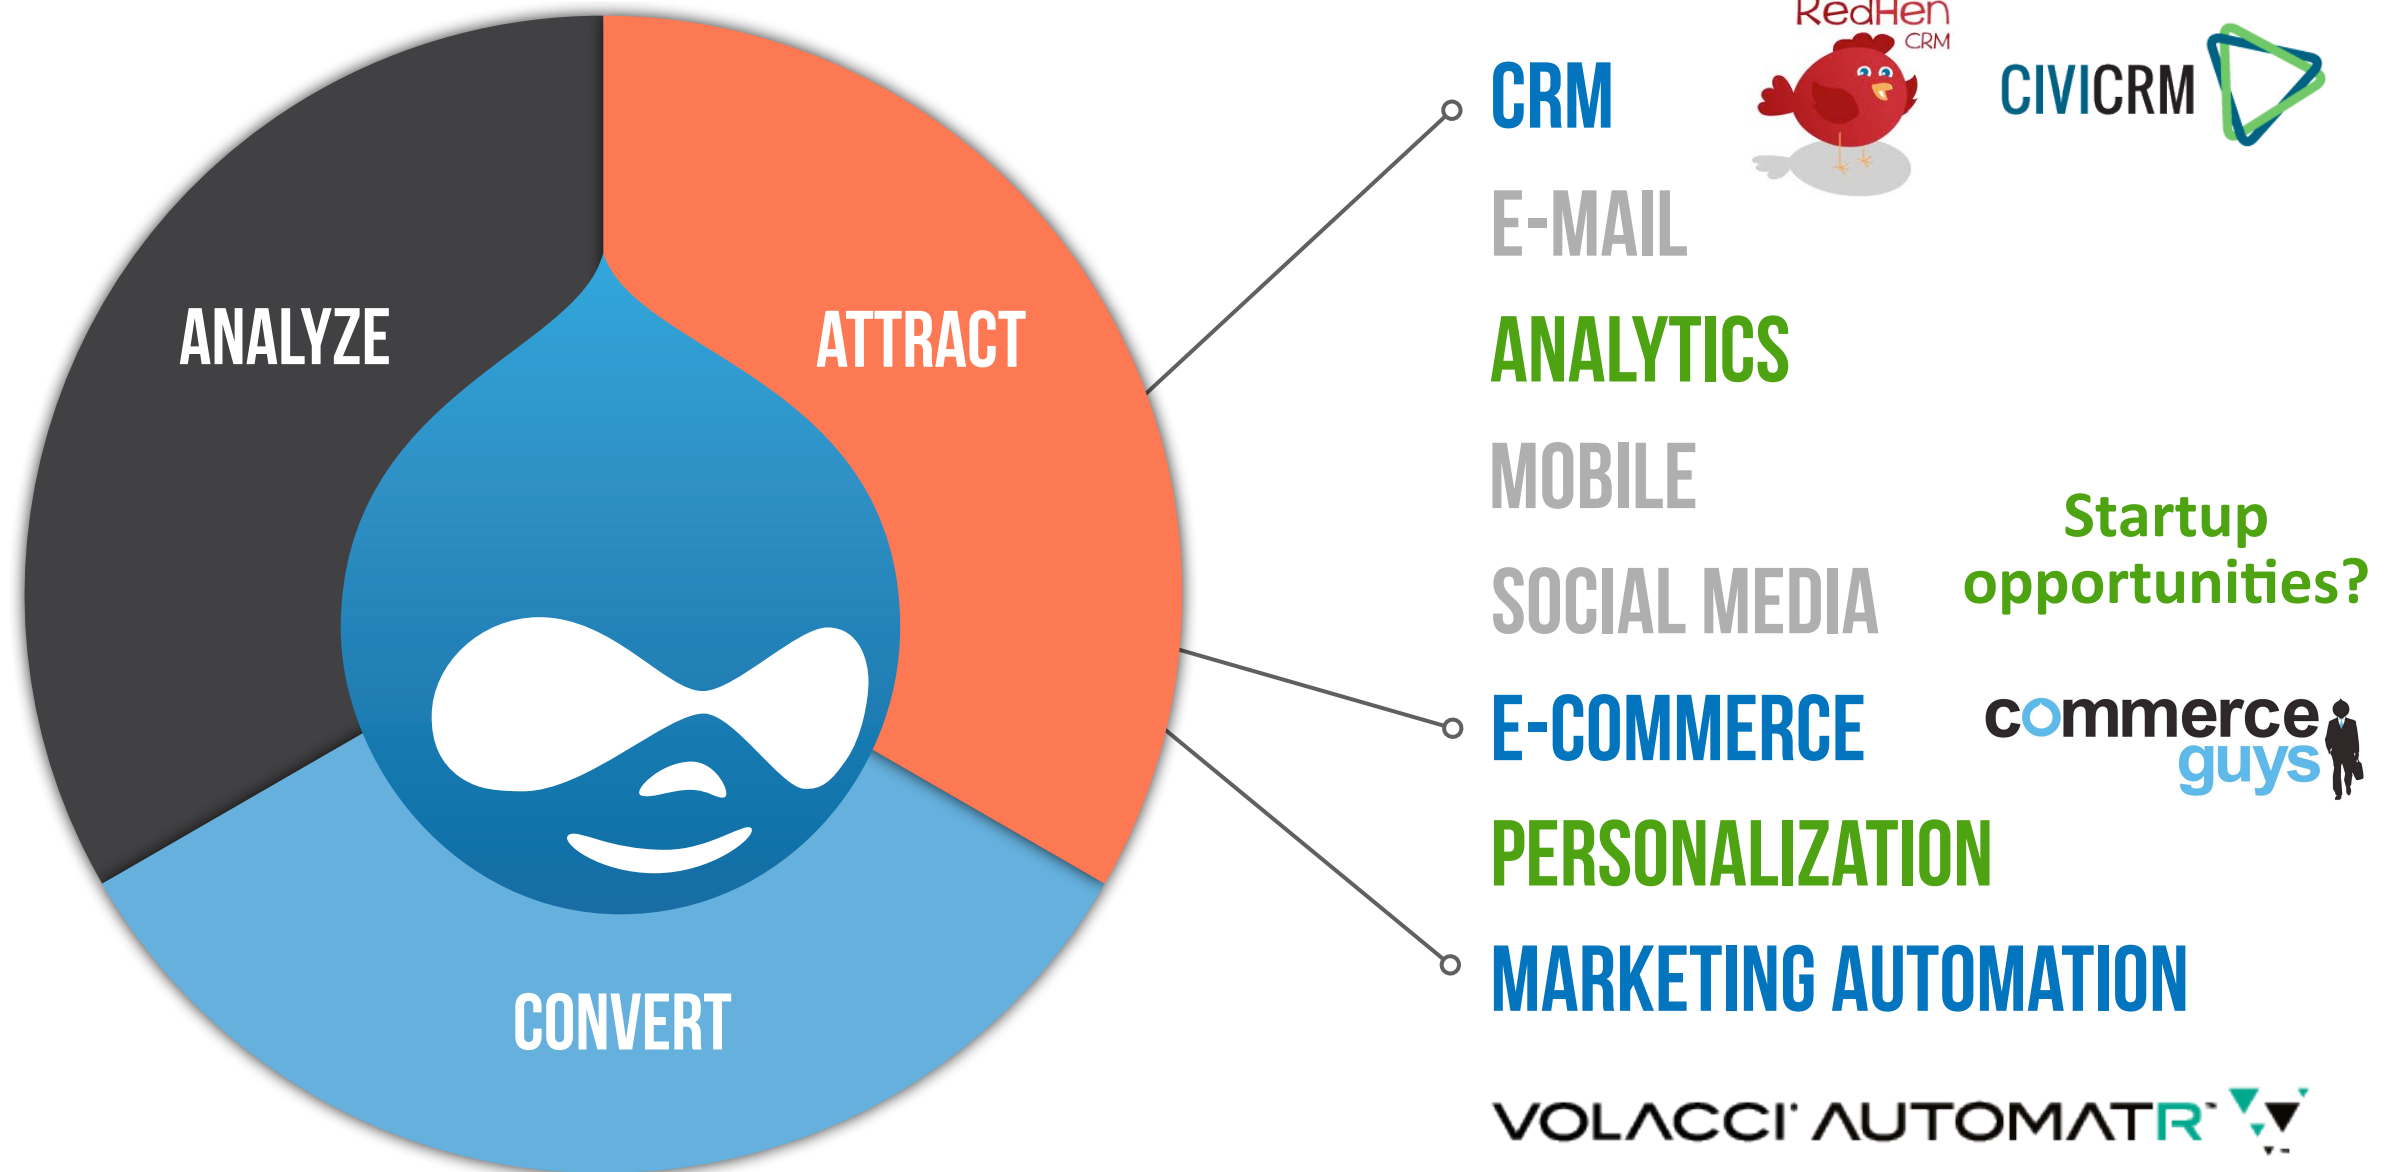 ANALYZE
ATTRACT
CONVERT
CRM
RedHen
CRM
CIVICRM
E-MAIL
ANALYTICS
MOBILE
SOCIAL MEDIA
Startup
opportunities?
E-COMMERCE
commerce
guys
PERSONALIZATION
MARKETING AUTOMATION
VOLACCI AUTOMATR